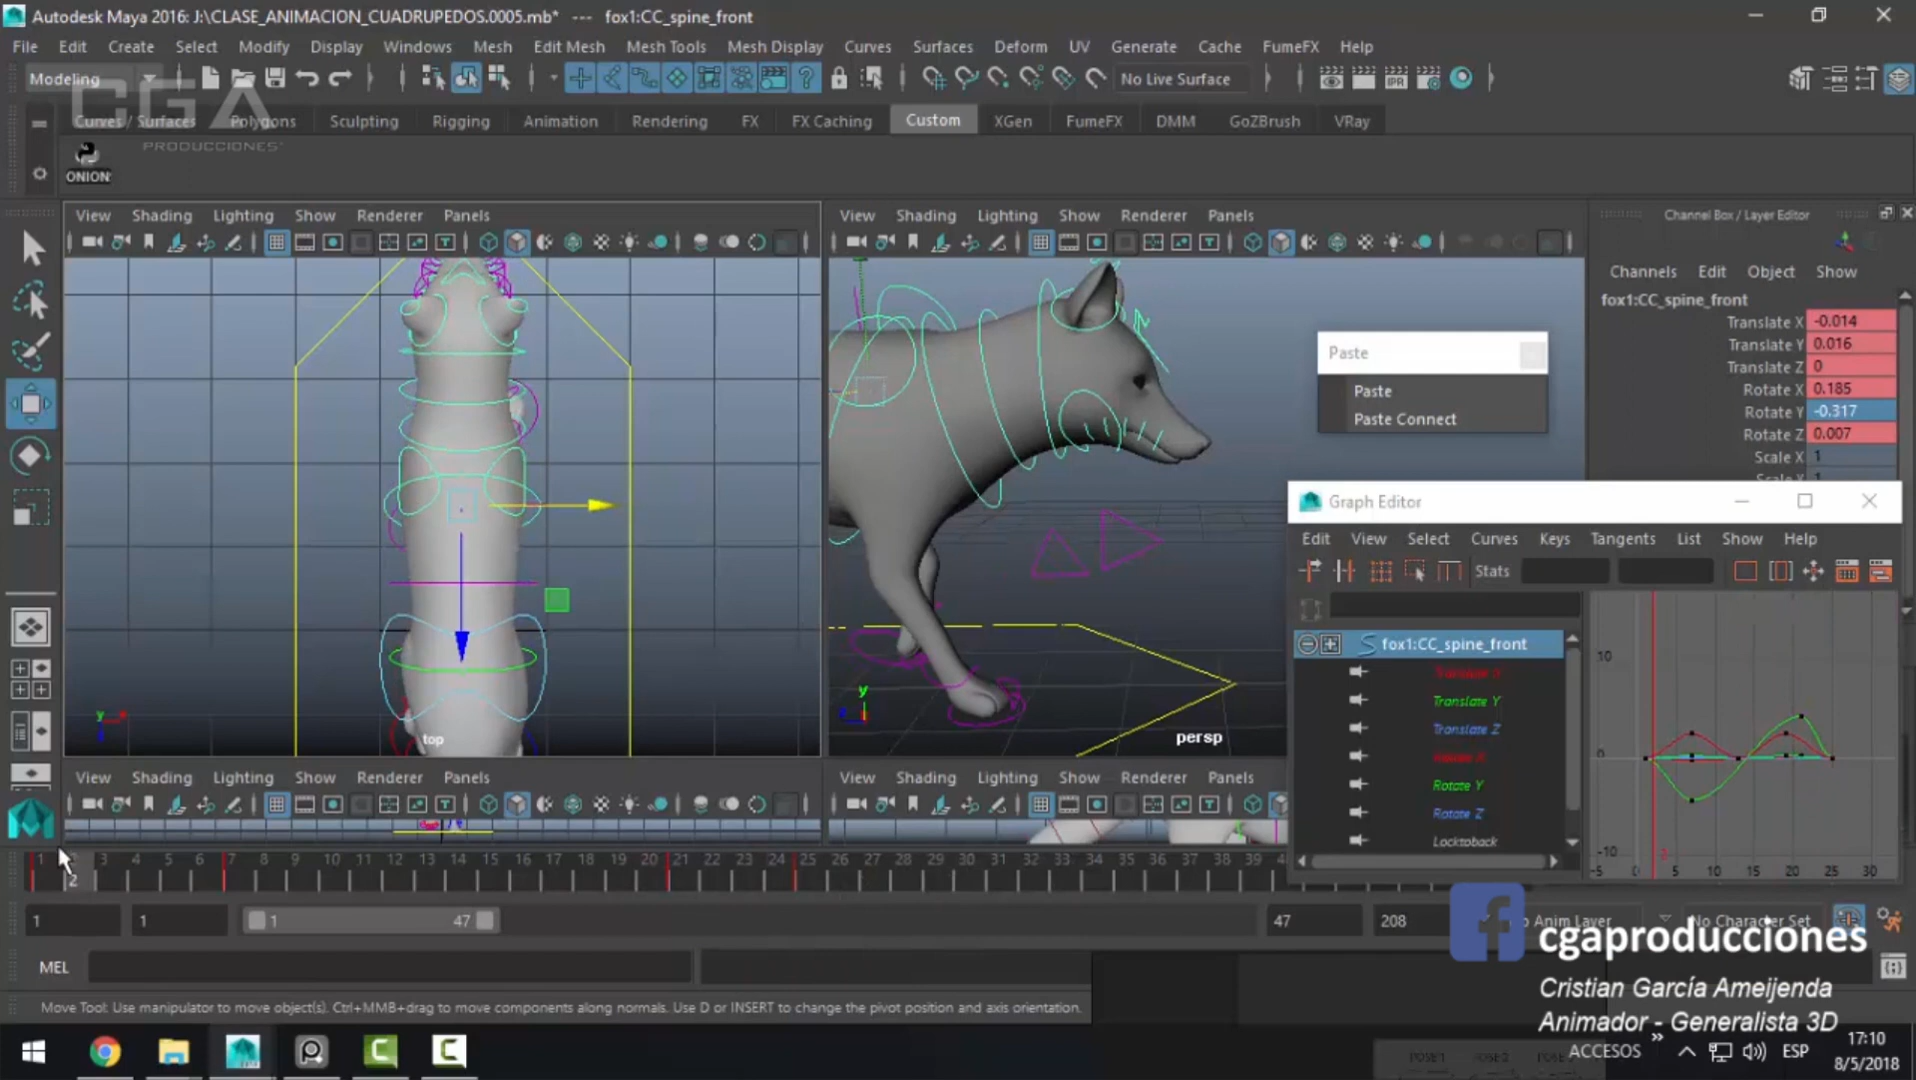 Autodesk Maya 2016: J:\CLASE_ANIMACION_CUADRUPEDOS.0005.mb* --- fox1:CC_spine_front
File Edit Create Select Modify Display Windows Mesh Edit Mesh Mesh Tools Mesh Display Curves Surfaces Deform UV Generate Cache FumeFX Help
Modeling No Live Surface
CGA
PRODUCCIONES
Curves / Surfaces Polygons Sculpting Rigging Animation Rendering FX FX Caching Custom XGen FumeFX DMM GoZBrush VRay
ONION
View Shading Lighting Show Renderer Panels
View Shading Lighting Show Renderer Panels
Channel Box / Layer Editor
Channels Edit Object Show
fox1:CC_spine_front
Translate X -0.014
Translate Y 0.016
Translate Z 0
Rotate X 0.185
Rotate Y -0.317
Rotate Z 0.007
Scale X 1
Paste
Paste
Paste Connect
Graph Editor
Edit View Select Curves Keys Tangents List Show Help
Stats
fox1:CC_spine_front
Translate X
Translate Y
Translate Z
Rotate X
Rotate Y
Rotate Z
Locktoback
10
0
-10
-5 0 5 10 15 20 25 30
2
y
top
y
persp
View Shading Lighting Show Renderer Panels
View Shading Lighting Show Renderer Panels
1 3 4 5 6 7 8 9 10 11 12 13 14 15 16 17 18 19 20 21 22 23 24 25 26 27 28 29 30 31 32 33 34 35 36 37 38 39
2
1 1 1 47 47 208 Anim Layer No Character Set
cgaproducciones
MEL
Cristian García Ameijenda
Move Tool: Use manipulator to move object(s). Ctrl+MMB+drag to move components along normals. Use D or INSERT to change the pivot position and axis orientation.
Animador - Generalista 3D
ACCESOS ESP 17:10
8/5/2018